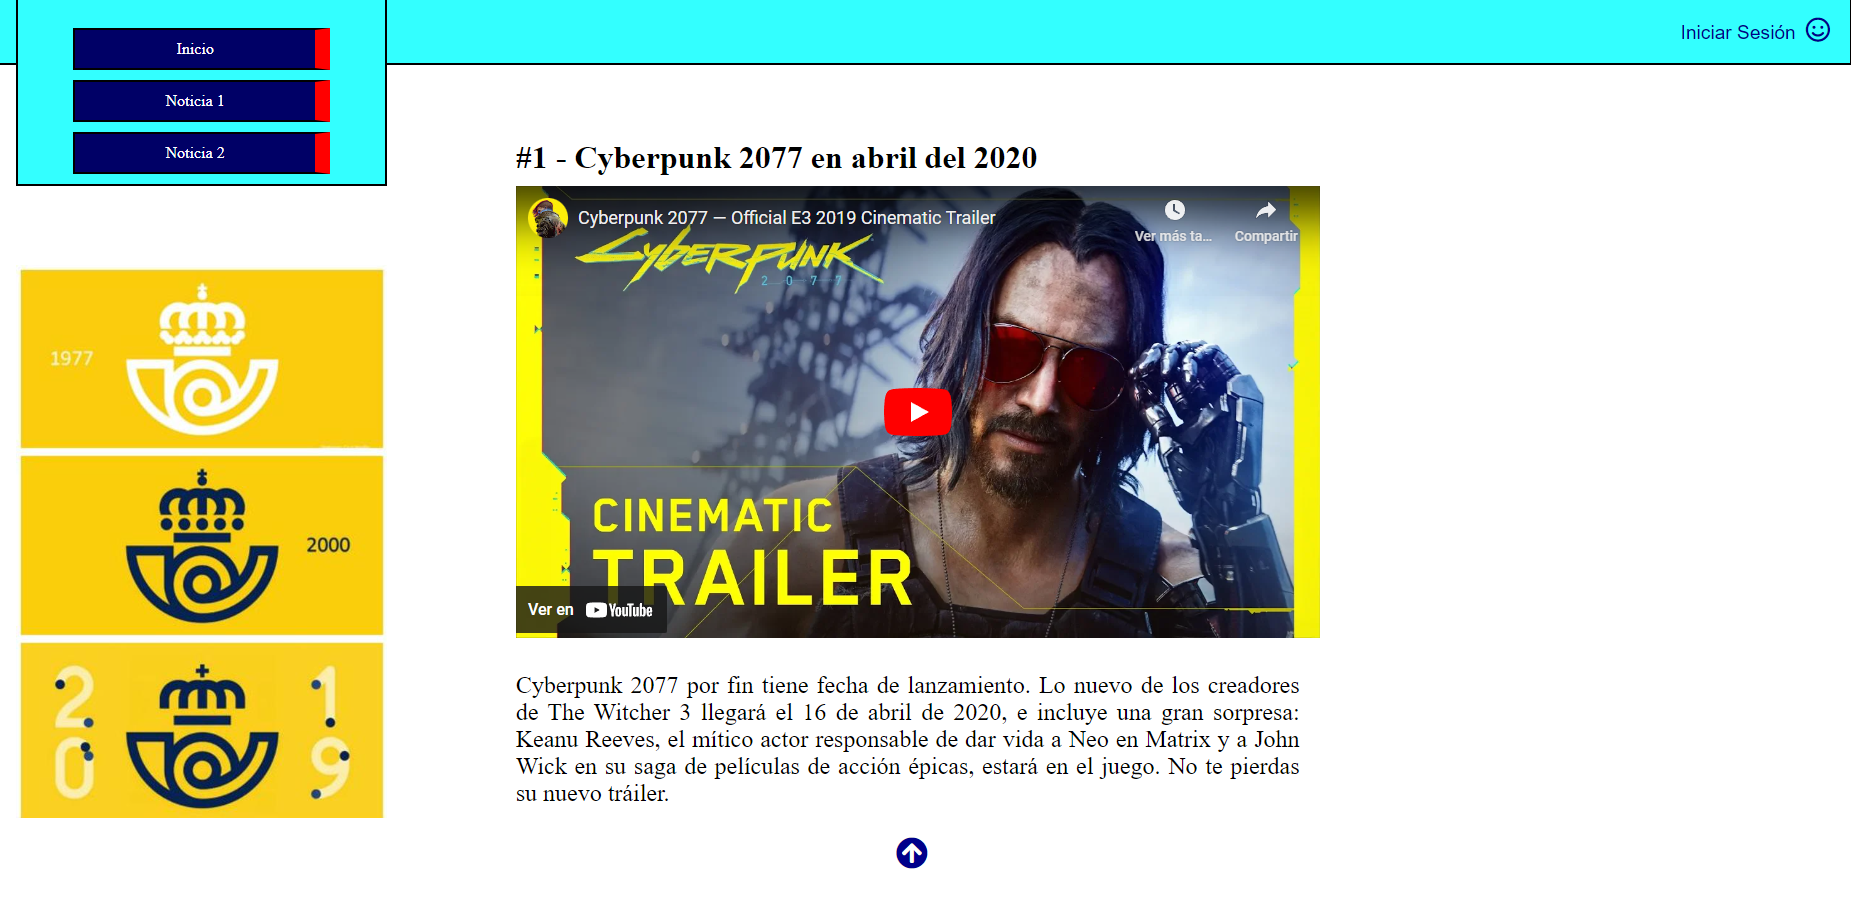 Inicio
Noticia 1
Noticia 2
Iniciar Sesión
1977
2000
2019
#1 - Cyberpunk 2077 en abril del 2020
Cyberpunk 2077 — Official E3 2019 Cinematic Trailer
Ver más ta...
Compartir
CYBERPUNK
2077
CINEMATIC
TRAILER
Ver en YouTube
Cyberpunk 2077 por fin tiene fecha de lanzamiento. Lo nuevo de los creadores
de The Witcher 3 llegará el 16 de abril de 2020, e incluye una gran sorpresa:
Keanu Reeves, el mítico actor responsable de dar vida a Neo en Matrix y a John
Wick en su saga de películas de acción épicas, estará en el juego. No te pierdas
su nuevo tráiler.